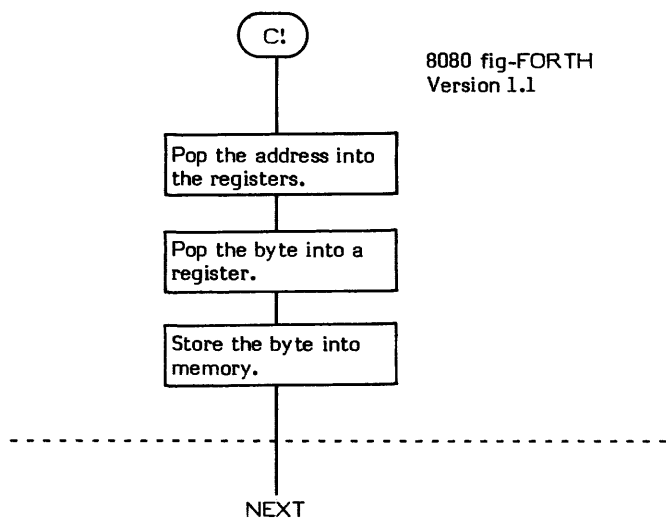 C!
8080 fig-FORTH
Version 1.1
Pop the address into
the registers.
Pop the byte into a
register.
Store the byte into
memory.
NEXT